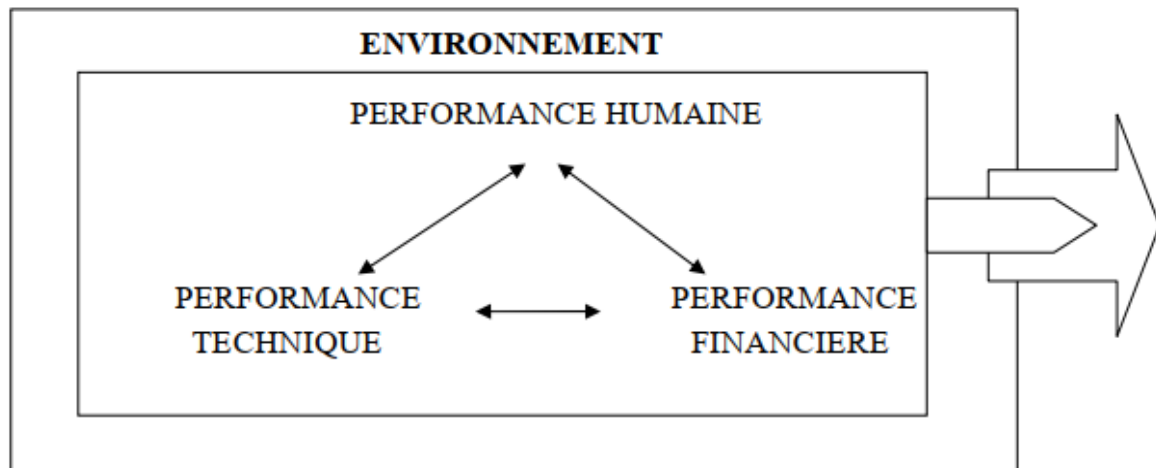 ENVIRONNEMENT
PERFORMANCE HUMAINE
PERFORMANCE
TECHNIQUE
PERFORMANCE
FINANCIERE